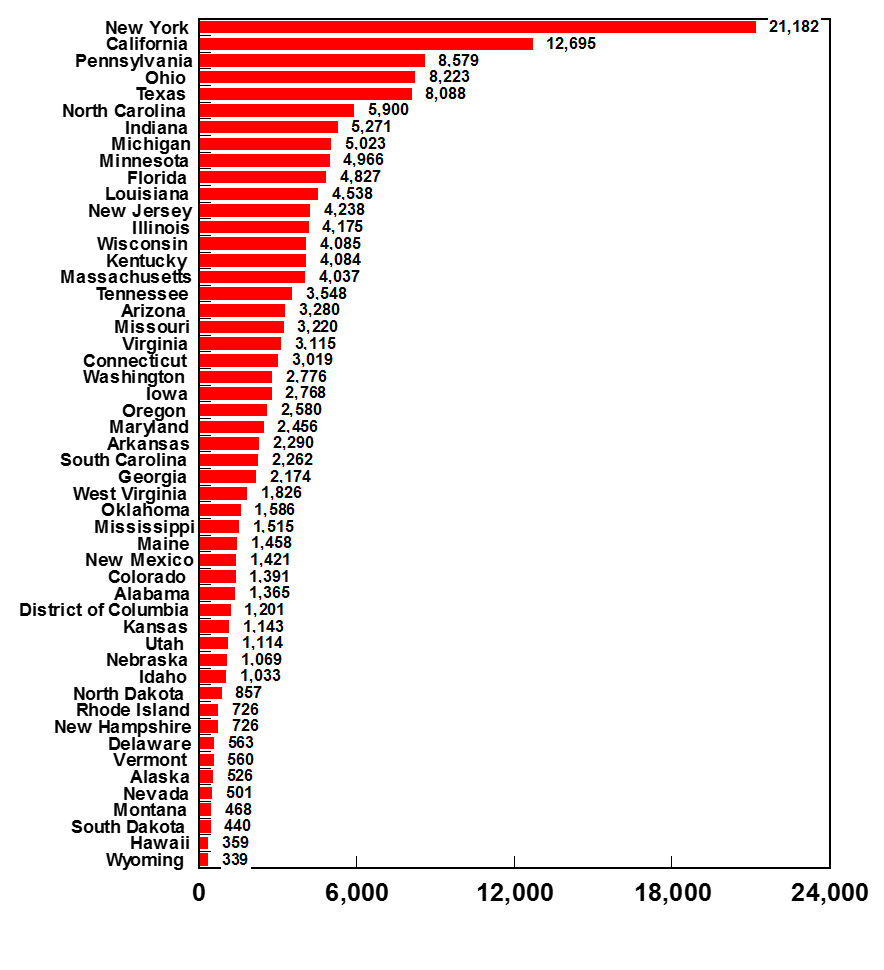 New York 21,182
California 12,695
Pennsylvania 8,579
Ohio 8,223
Texas 8,088
North Carolina 5,900
Indiana 5,271
Michigan 5,023
Minnesota 4,966
Florida 4,827
Louisiana 4,538
New Jersey 4,238
Illinois 4,175
Wisconsin 4,085
Kentucky 4,084
Massachusetts 4,037
Tennessee 3,548
Arizona 3,280
Missouri 3,220
Virginia 3,115
Connecticut 3,019
Washington 2,776
Iowa 2,768
Oregon 2,580
Maryland 2,456
Arkansas 2,290
South Carolina 2,262
Georgia 2,174
West Virginia 1,826
Oklahoma 1,586
Mississippi 1,515
Maine 1,458
New Mexico 1,421
Colorado 1,391
Alabama 1,365
District of Columbia 1,201
Kansas 1,143
Utah 1,114
Nebraska 1,069
Idaho 1,033
North Dakota 857
Rhode Island 726
New Hampshire 726
Delaware 563
Vermont 560
Alaska 526
Nevada 501
Montana 468
South Dakota 440
Hawaii 359
Wyoming 339
0 6,000 12,000 18,000 24,000